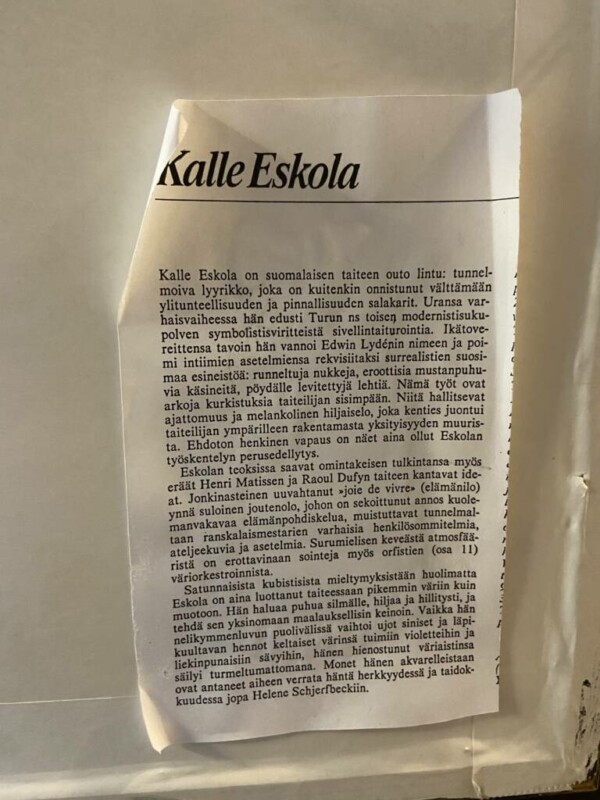 Kalle Eskola
Kalle Eskola on suomalaisen taiteen outo lintu: tunnel-
moiva lyyrikko, joka on kuitenkin onnistunut välttämään
ylitunteellisuuden ja pinnallisuuden salakarit. Uransa var-
haisvaiheessa hän edusti Turun ns toisen modernistisuku-
polven symbolistisviritteistä sivellintaiturointia. Ikätove-
reittensa tavoin hän vannoi Edwin Lydénin nimeen ja poi-
mi intiimien asetelmiensa rekvisiitaksi surrealistien suosi-
maa esineistöä: runneltuja nukkeja, eroottisia mustanpuhu-
via käsineitä, pöydälle levitettyjä lehtiä. Nämä työt ovat
arkoja kurkistuksia taiteilijan sisimpään. Niitä hallitsevat
ajattomuus ja melankolinen hiljaiselo, joka kenties juontui
taiteilijan ympärilleen rakentamasta yksityisyyden muuris-
ta. Ehdoton henkinen vapaus on näet aina ollut Eskolan
työskentelyn perusedellytys.
Eskolan teoksissa saavat omintakeisen tulkintansa myös
eräät Henri Matissen ja Raoul Dufyn taiteen kantavat ide-
at. Jonkinasteinen uuvahtanut »joie de vivre» (elämänilo)
ynnä suloinen joutenolo, johon on sekoittunut annos kuole-
manvakavaa elämänpohdiskelua, muistuttavat tunnelmal-
taan ranskalaismestarien varhaisia henkilösommitelmia,
ateljeekuvia ja asetelmia. Surumielisen keveästä atmosfää-
ristä on erottavinaan sointeja myös orfistien (osa 11)
väriorkestroinnista.
Satunnaisista kubistisista mieltymyksistään huolimatta
Eskola on aina luottanut taiteessaan pikemmin väriin kuin
muotoon. Hän haluaa puhua silmälle, hiljaa ja hillitysti, ja
tehdä sen yksinomaan maalauksellisin keinoin. Vaikka hän
nelikymmenluvun puolivälissä vaihtoi ujot siniset ja läpi-
kuultavan hennot keltaiset värinsä tuimiin violetteihin ja
liekinpunaisiin sävyihin, hänen hienostunut väriaistinsa
säilyi turmeltumattomana. Monet hänen akvarelleistaan
ovat antaneet aiheen verrata häntä herkkyydessä ja taidok-
kuudessa jopa Helene Schjerfbeckiin.